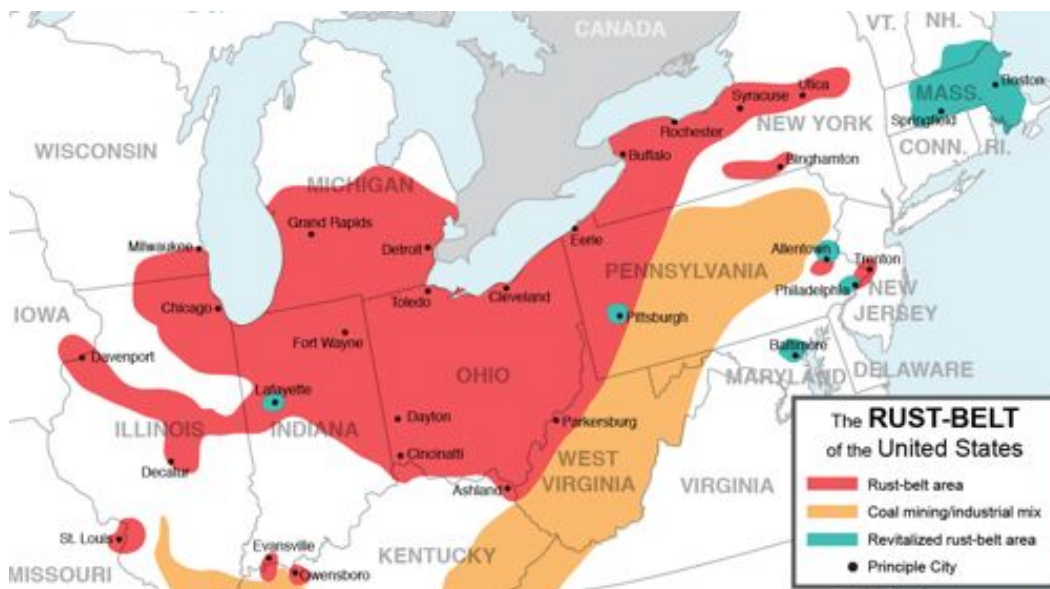 CANADA
VT.
NH.
Boston
MASS.
Springfield
CONN.
RI.
Utica
Syracuse
Rochester
NEW YORK
Buffalo
Binghamton
WISCONSIN
MICHIGAN
Grand Rapids
Milwaukee
Detroit
Eerie
Allentown
Trenton
PENNSYLVANIA
Philadelphia
NEW
JERSEY
Chicago
Toledo
Cleveland
Pittsburgh
IOWA
Fort Wayne
Davenport
Baltimore
OHIO
MARYLAND
DELAWARE
Lafayette
Dayton
Parkersburg
ILLINOIS
INDIANA
Cincinatti
Decatur
WEST
VIRGINIA
VIRGINIA
Ashland
St. Louis
Evansville
KENTUCKY
MISSOURI
Owensboro
The RUST-BELT
of the United States
Rust-belt area
Coal mining/industrial mix
Revitalized rust-belt area
Principle City